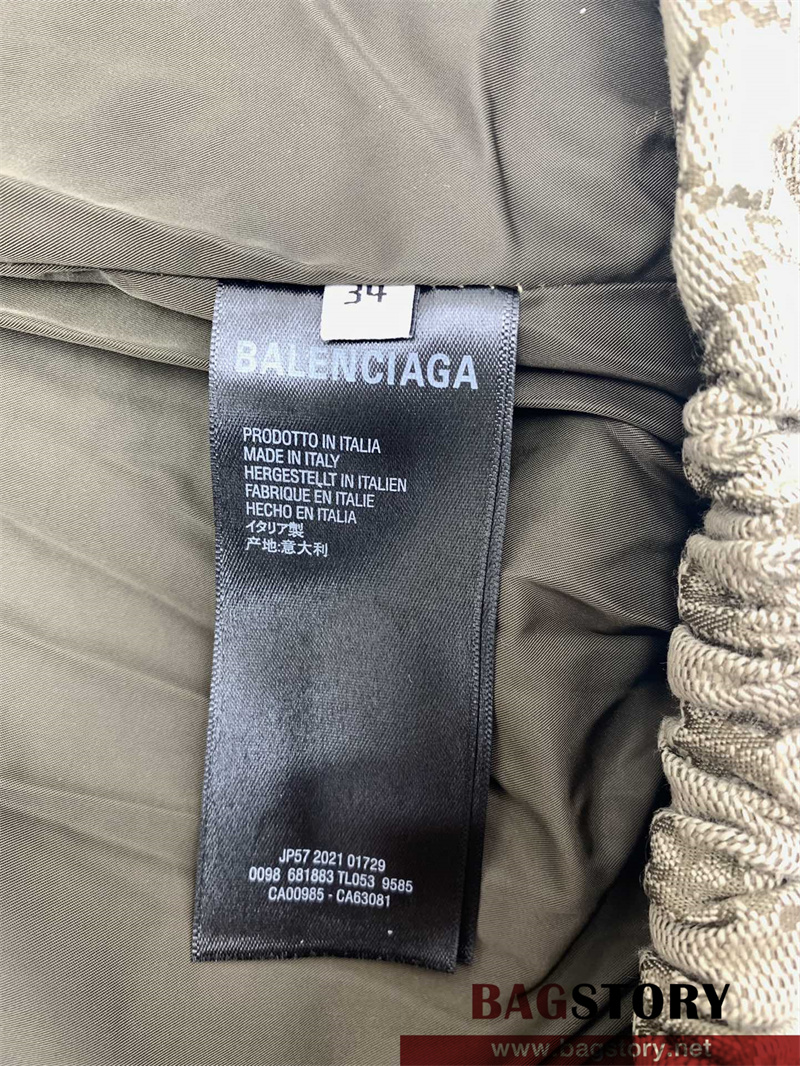 34
BALENCIAGA
PRODOTTO IN ITALIA
MADE IN ITALY
HERGESTELLT IN ITALIEN
FABRIQUE EN ITALIE
HECHO EN ITALIA
イタリア製
产地:意大利
JP57 2021 01729
0098 681883 TL053 9585
CA00985 - CA63081
BAGSTORY
www.bagstory.net